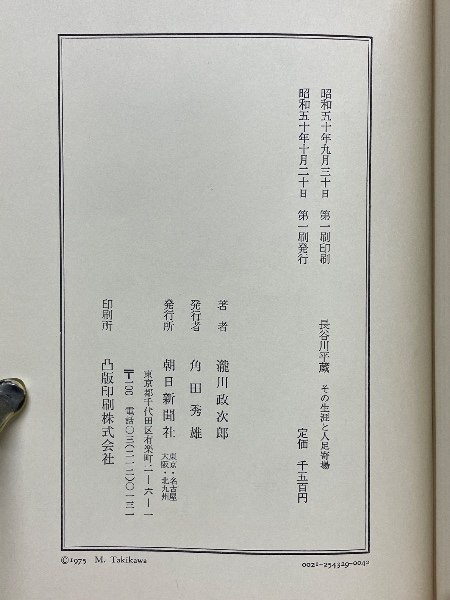 昭和五十年九月三十日 第一刷印刷
昭和五十年十月二十日 第一刷発行
長谷川平蔵 その生涯と人足寄場
定価 千五百円
著者 瀧川政次郎
発行者 角田秀雄
発行所 朝日新聞社 東京・名古屋
大阪・北九州
東京都千代田区有楽町二―六―一
〒100 電話〇三(二一二)〇一三一
印刷所 凸版印刷株式会社
©1975 M. Takikawa
0021-254329-0042